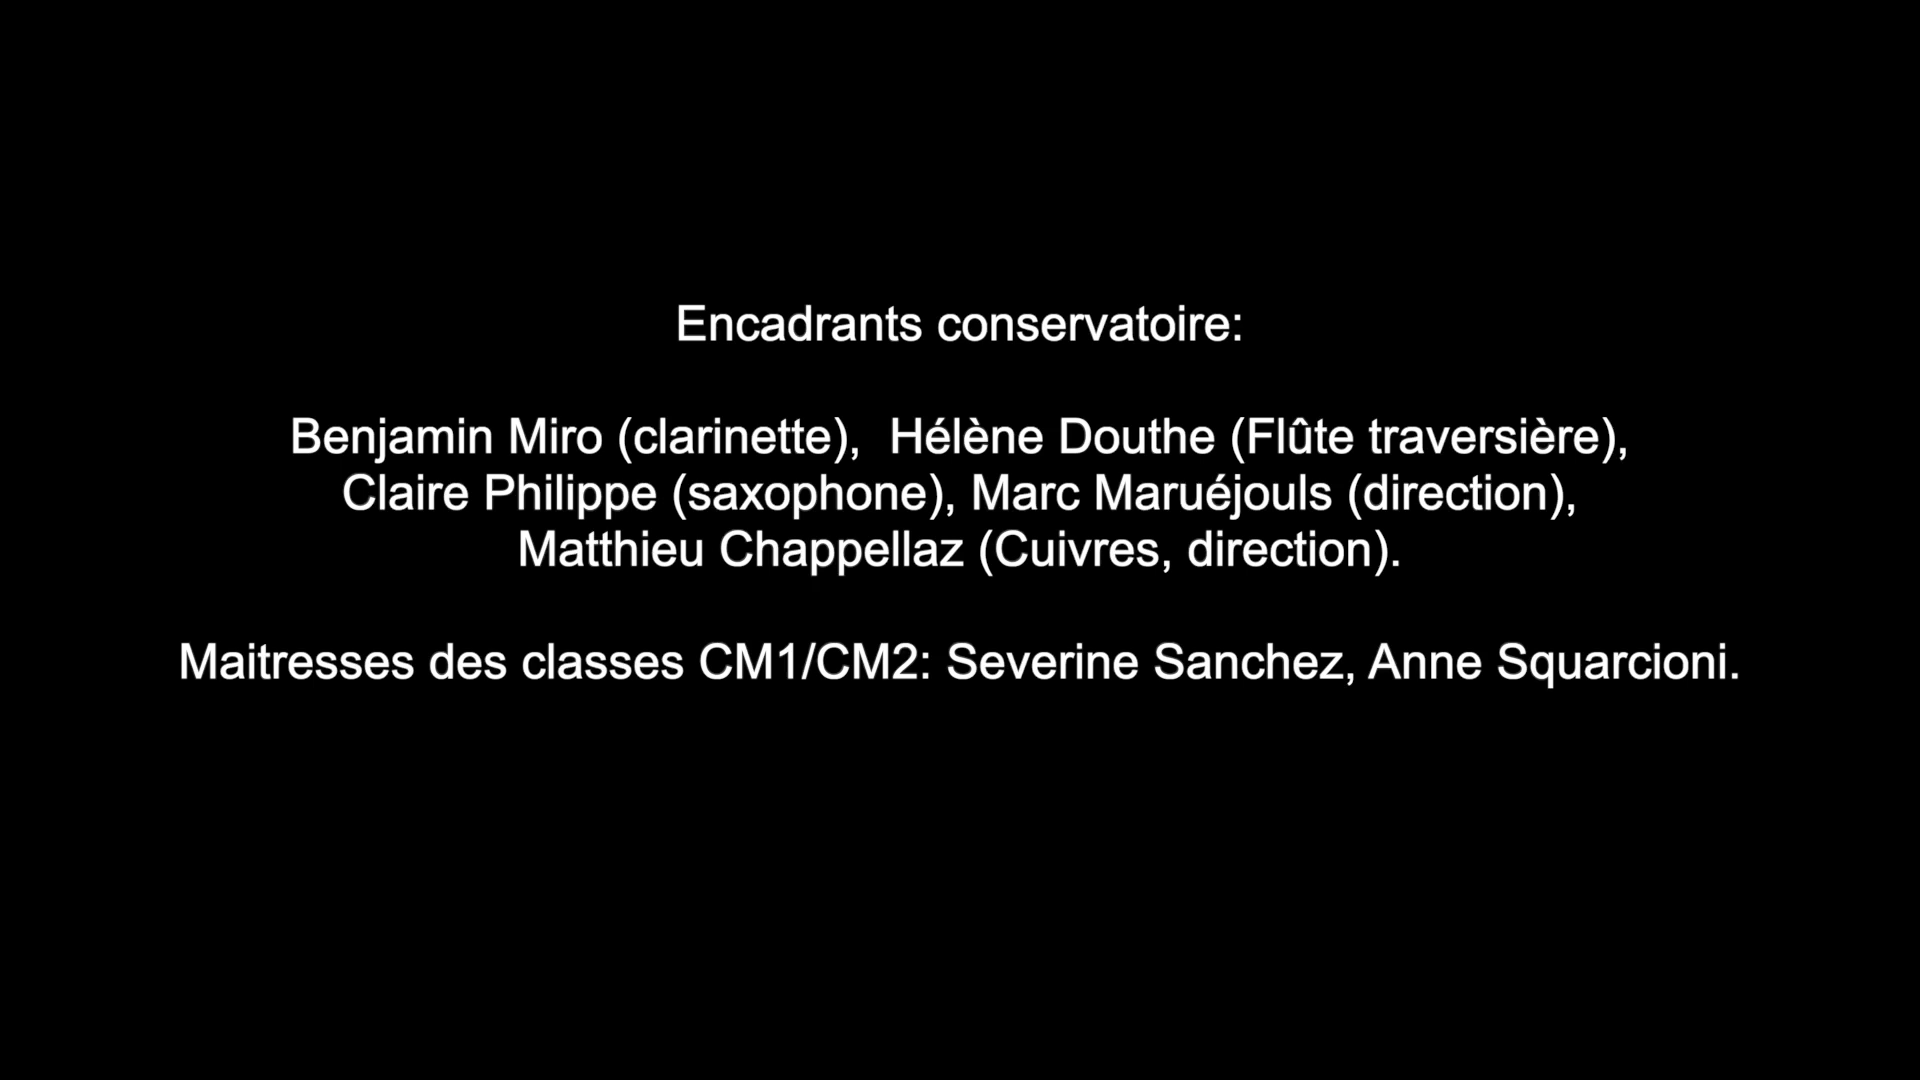 Encadrants conservatoire:
Benjamin Miro (clarinette),  Hélène Douthe (Flûte traversière),
Claire Philippe (saxophone), Marc Maruéjouls (direction),
Matthieu Chappellaz (Cuivres, direction).
Maitresses des classes CM1/CM2: Severine Sanchez, Anne Squarcioni.